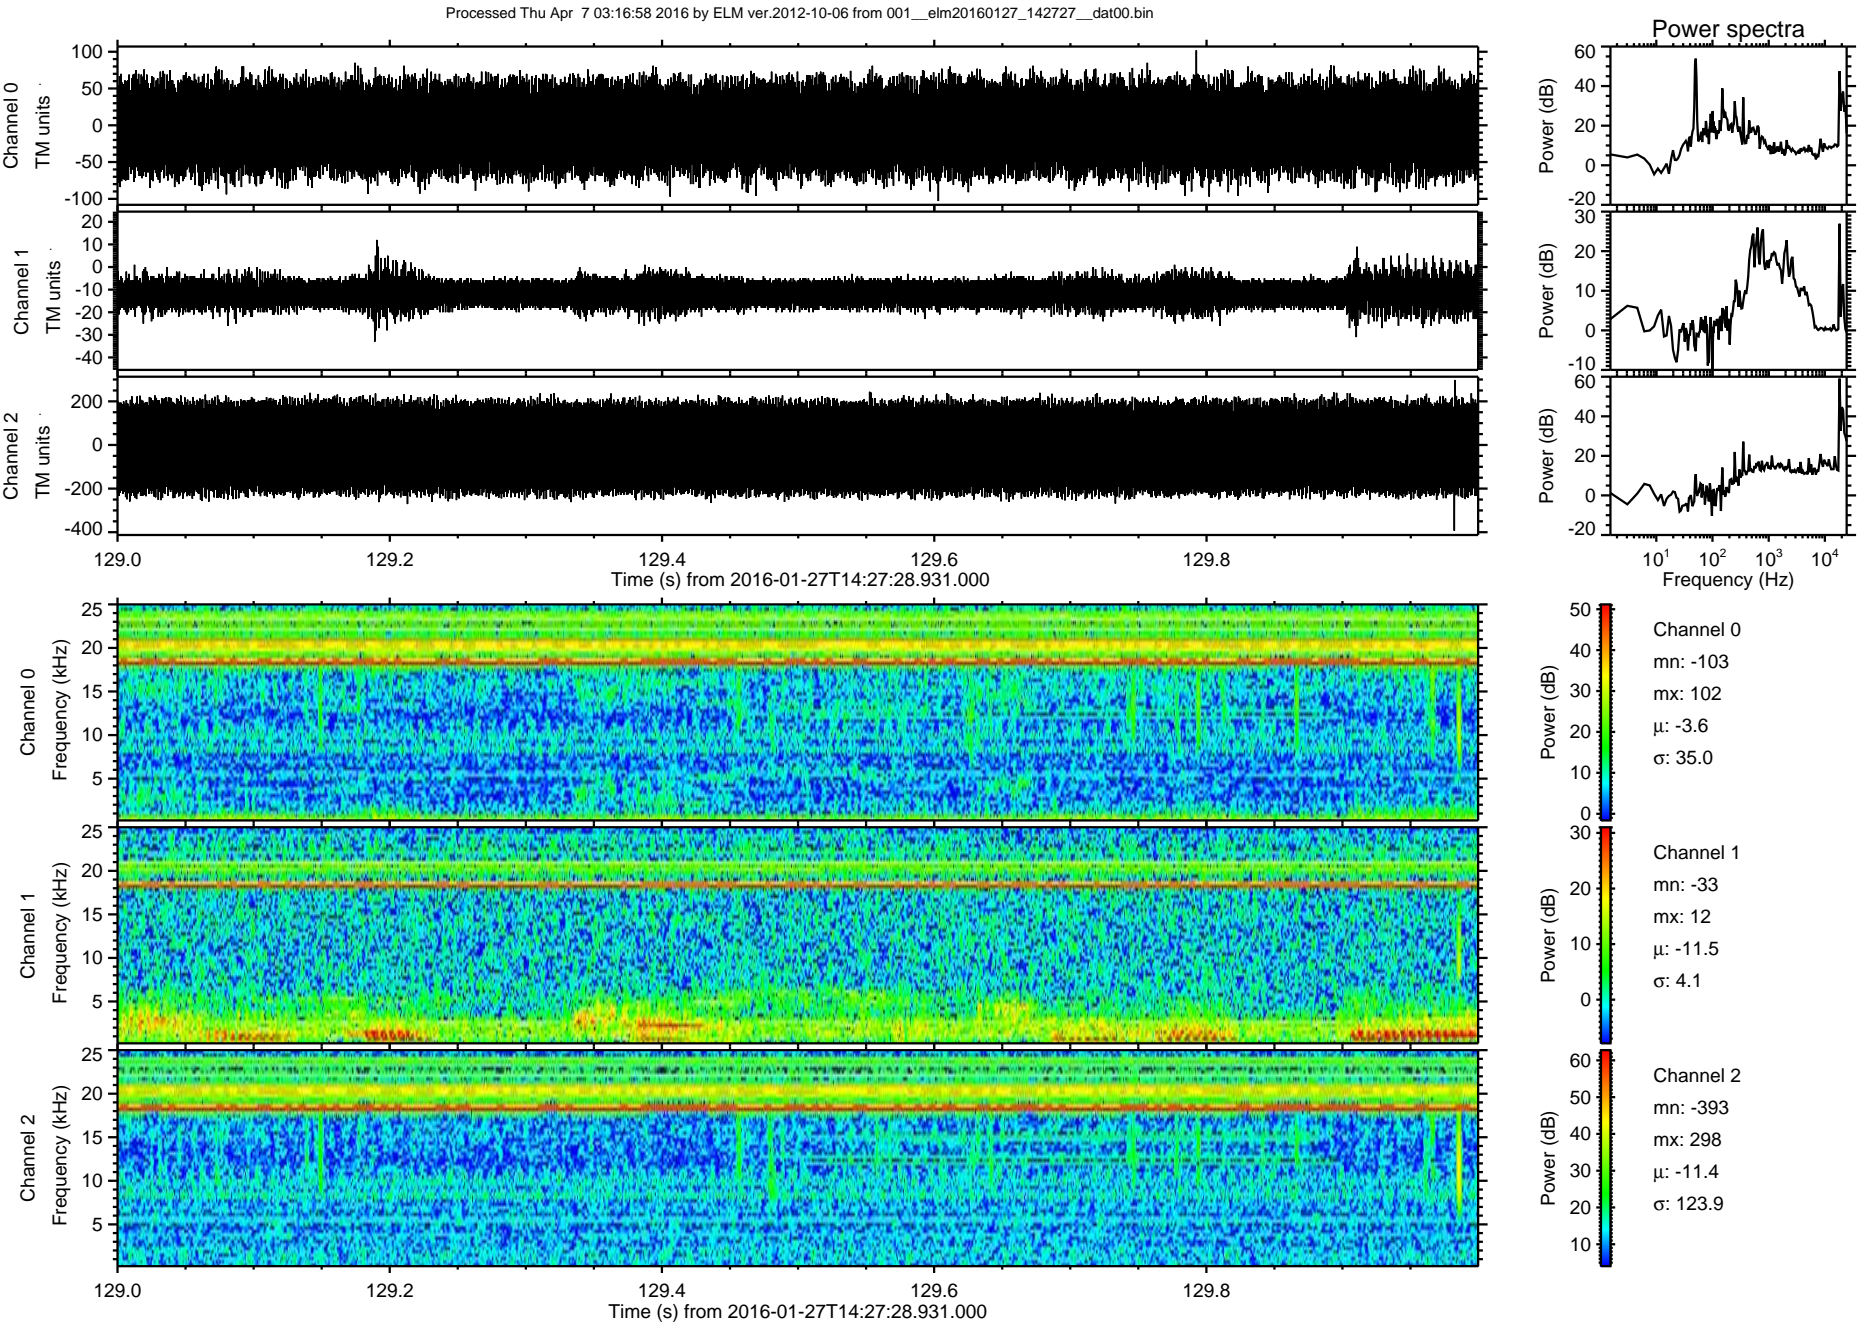 Processed Thu Apr  7 03:16:58 2016 by ELM ver.2012-10-06 from 001__elm20160127_142727__dat00.bin
Power spectra
Channel 0
TM units
100
50
0
-50
-100
Power (dB)
60
40
20
0
-20
Channel 1
TM units
20
10
0
-10
-20
-30
-40
Power (dB)
30
20
10
0
-10
Channel 2
TM units
200
0
-200
-400
Power (dB)
60
40
20
0
-20
129.0 129.2 129.4 129.6 129.8
Time (s) from 2016-01-27T14:27:28.931.000
10¹ 10² 10³ 10⁴
Frequency (Hz)
Channel 0
Frequency (kHz)
25
20
15
10
5
Power (dB)
50
40
30
20
10
0
Channel 0
mn: -103
mx: 102
μ: -3.6
σ: 35.0
Channel 1
Frequency (kHz)
25
20
15
10
5
Power (dB)
30
20
10
0
Channel 1
mn: -33
mx: 12
μ: -11.5
σ: 4.1
Channel 2
Frequency (kHz)
25
20
15
10
5
Power (dB)
60
50
40
30
20
10
Channel 2
mn: -393
mx: 298
μ: -11.4
σ: 123.9
129.0 129.2 129.4 129.6 129.8
Time (s) from 2016-01-27T14:27:28.931.000